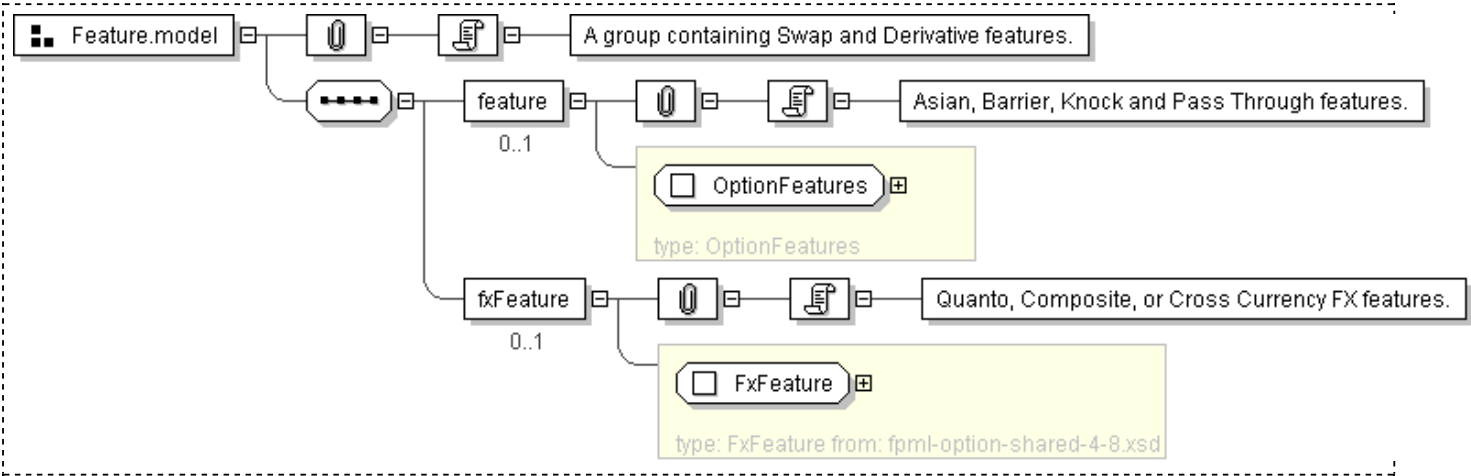 Feature.model
A group containing Swap and Derivative features.
feature
Asian, Barrier, Knock and Pass Through features.
0..1
OptionFeatures
type: OptionFeatures
fxFeature
Quanto, Composite, or Cross Currency FX features.
0..1
FxFeature
type: FxFeature from: fpml-option-shared-4-8.xsd